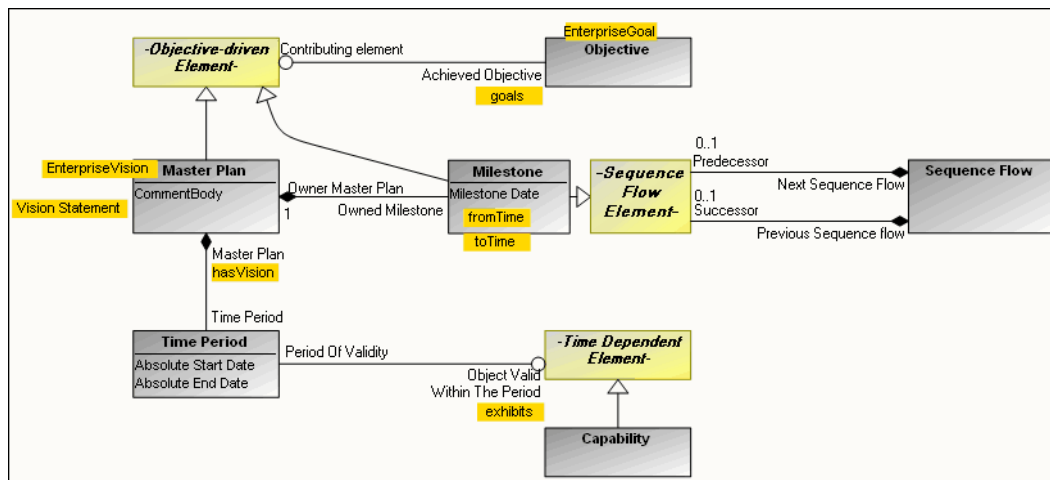 EnterpriseGoal
-Objective-driven
Element-
Contributing element
Objective
Achieved Objective
goals
EnterpriseVision
Master Plan
CommentBody
Vision Statement
1
Owner Master Plan
Owned Milestone
Milestone
Milestone Date
fromTime
toTime
-Sequence
Flow
Element-
0..1
Predecessor
Next Sequence Flow
0..1
Successor
Previous Sequence flow
Sequence Flow
Master Plan
hasVision
Time Period
Time Period
Absolute Start Date
Absolute End Date
Period Of Validity
Object Valid
Within The Period
exhibits
-Time Dependent
Element-
Capability